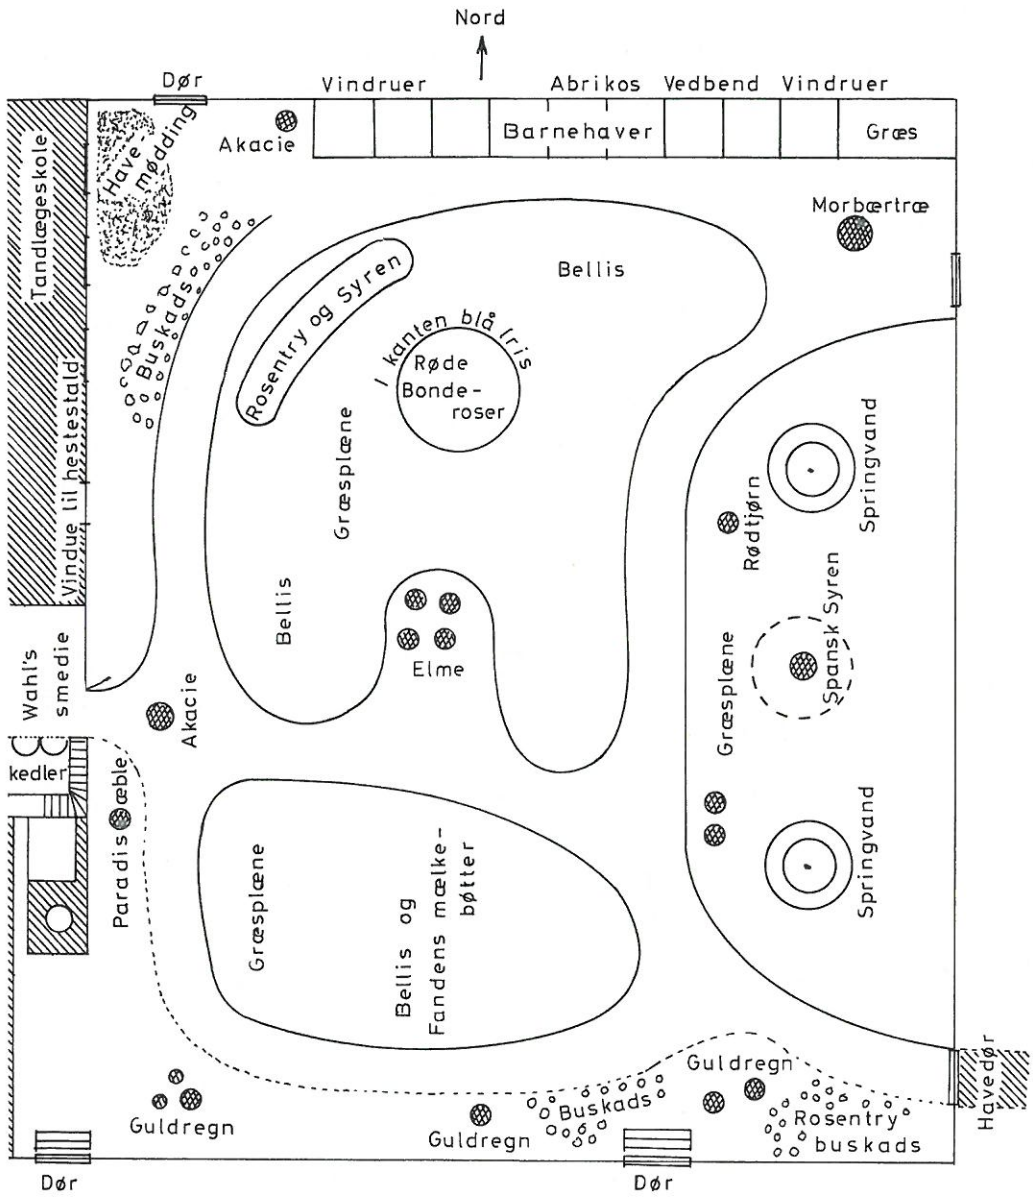 Nord
Dør
Vindruer
Abrikos
Vedbend
Vindruer
Akacie
Barnehaver
Græs
Have
mødding
Tandlægeskole
Morbærtræ
Bellis
Buskads
Rosentry og Syren
I kanten blå Iris
Røde
Bonde-
roser
Græsplæne
Springvand
Vindue til hestestald
Rødtjørn
Bellis
Spansk Syren
Elme
Græsplæne
Wahl's
smedie
Akacie
kedler
Paradisæble
Springvand
Græsplæne
Bellis og
Fandens mælke-
bøtter
Havedør
Guldregn
Guldregn
Guldregn
Buskads
Rosentry
buskads
Dør
Dør